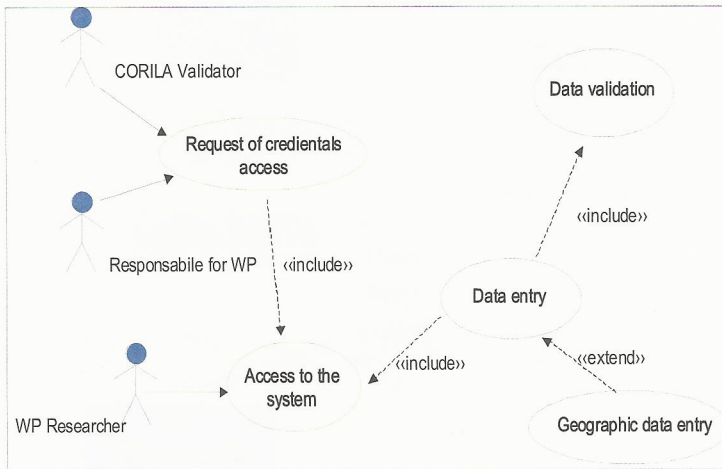 CORILA Validator
Data validation
Request of credientals
access
‹‹include››
Responsabile for WP
‹‹include››
Data entry
‹‹include››
‹‹extend››
Access to the
system
WP Researcher
Geographic data entry